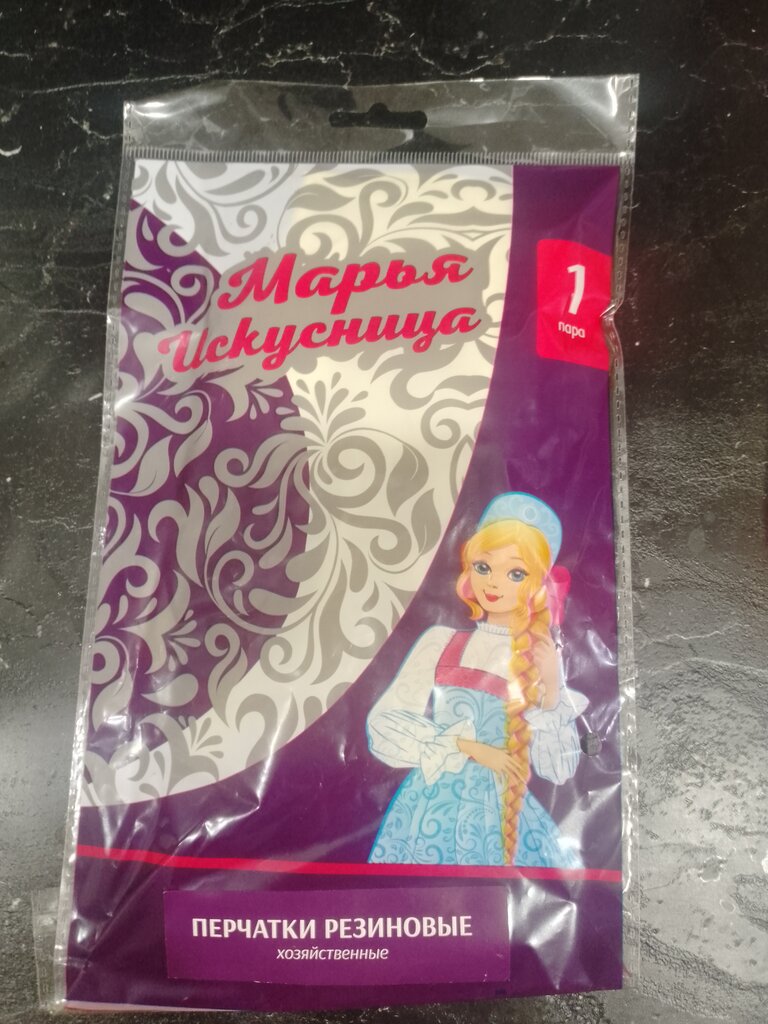 Марья
Искусница
1
пара
ПЕРЧАТКИ РЕЗИНОВЫЕ
хозяйственные